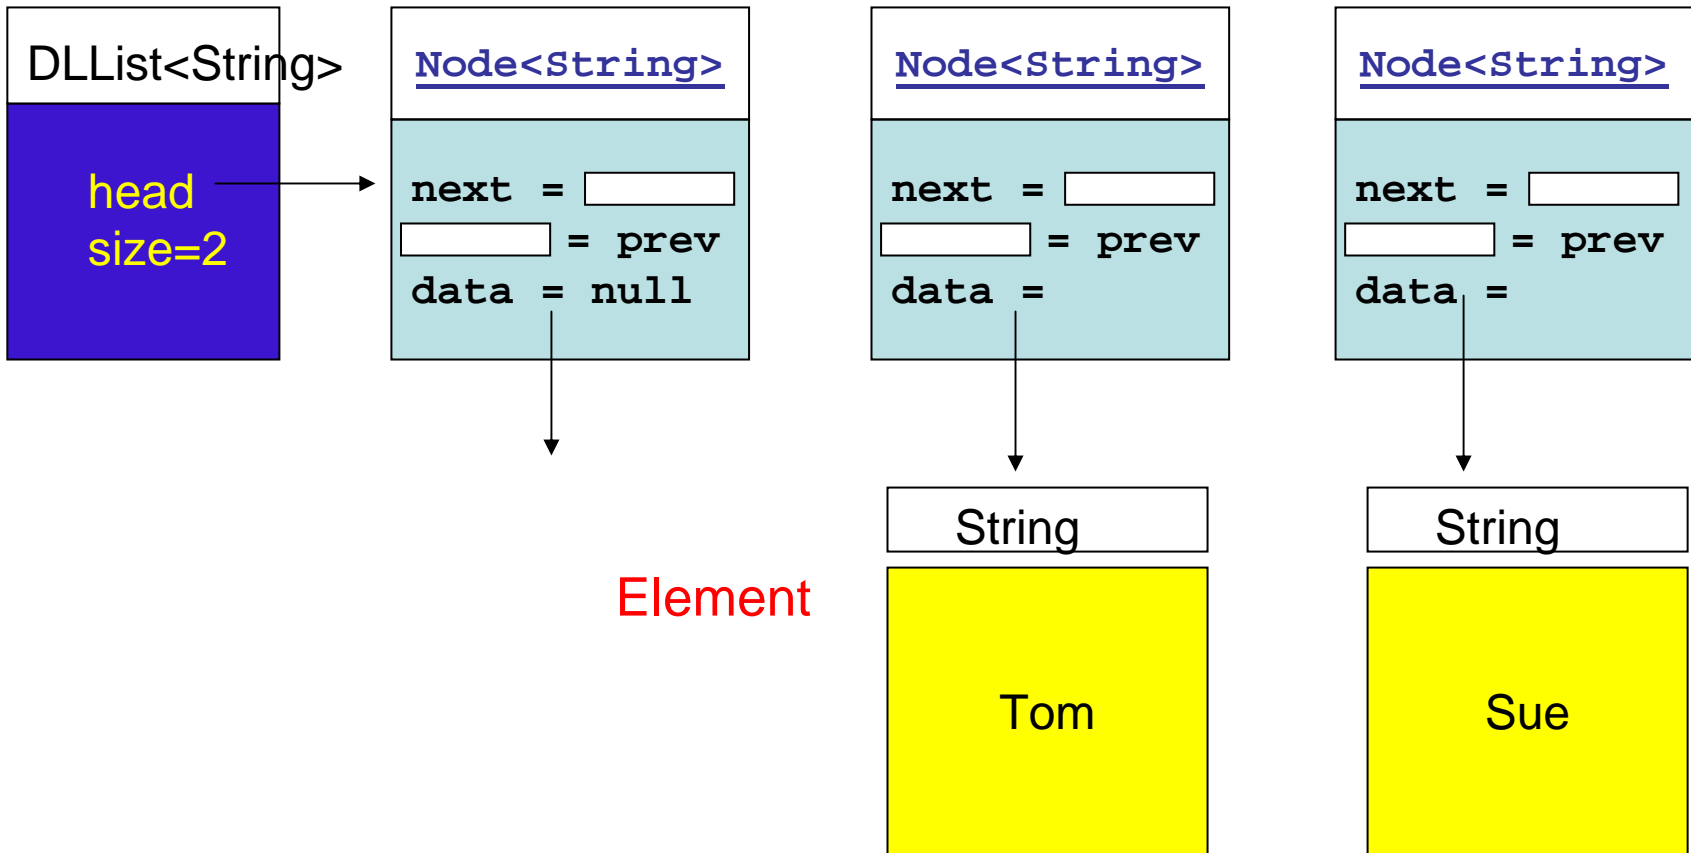 DLList<String>
head
size=2
Node<String>
next =
= prev
data = null
Node<String>
next =
= prev
data =
Node<String>
next =
= prev
data =
Element
String
Tom
String
Sue